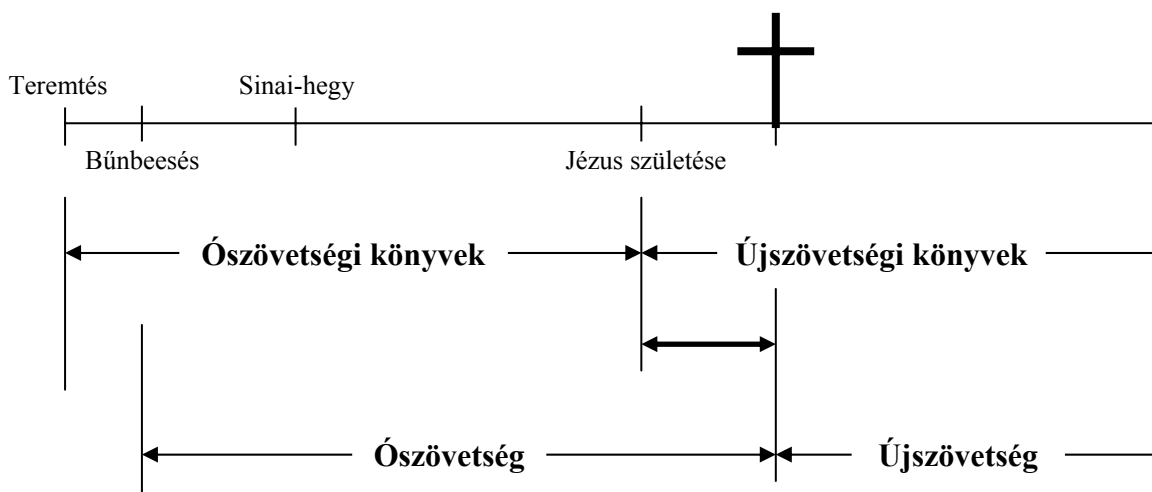 Teremtés
Sinai-hegy
Bűnbeesés
Jézus születése
Ószövetségi könyvek
Újszövetségi könyvek
Ószövetség
Újszövetség